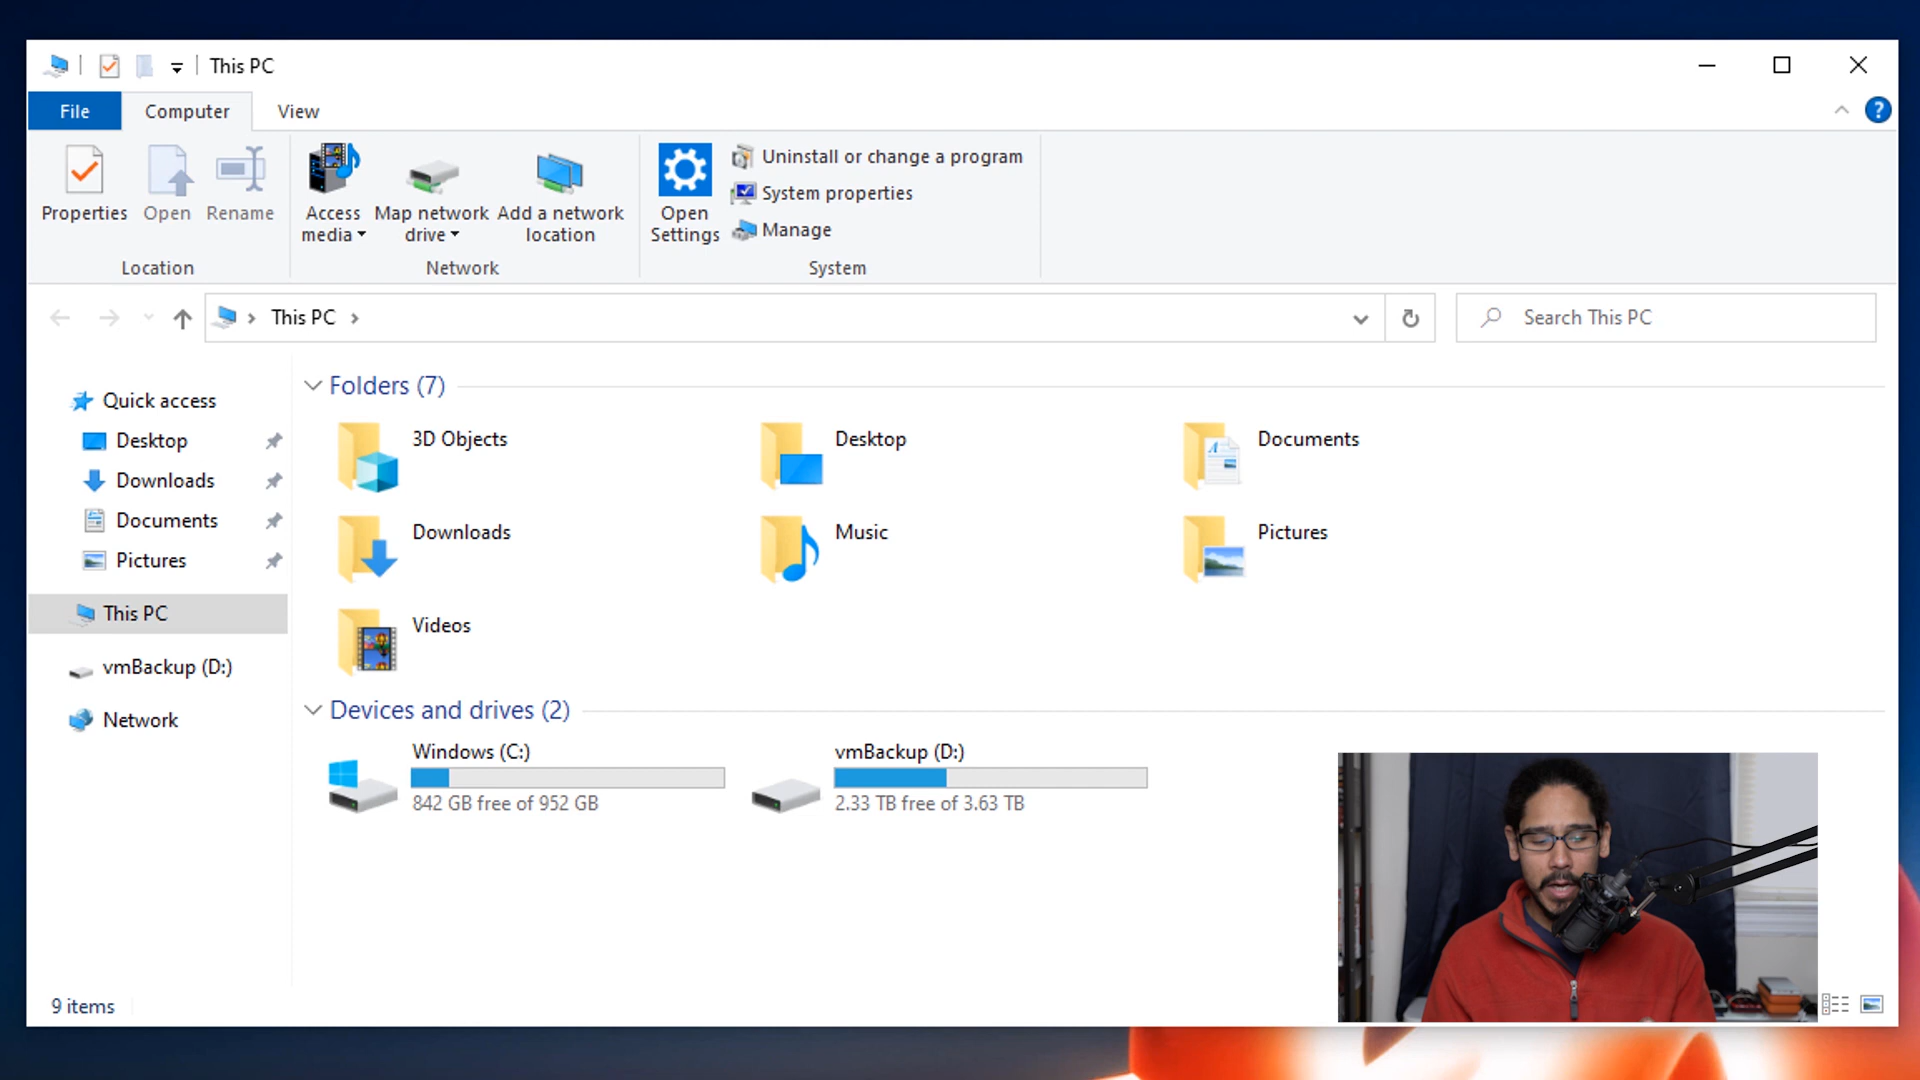 This PC
File
Computer
View
?
Properties
Open
Rename
Access media
Map network drive
Add a network location
Open Settings
Uninstall or change a program
System properties
Manage
Location
Network
System
This PC
Search This PC
Quick access
Desktop
Downloads
Documents
Pictures
This PC
vmBackup (D:)
Network
Folders (7)
3D Objects
Desktop
Documents
Downloads
Music
Pictures
Videos
Devices and drives (2)
Windows (C:)
842 GB free of 952 GB
vmBackup (D:)
2.33 TB free of 3.63 TB
9 items